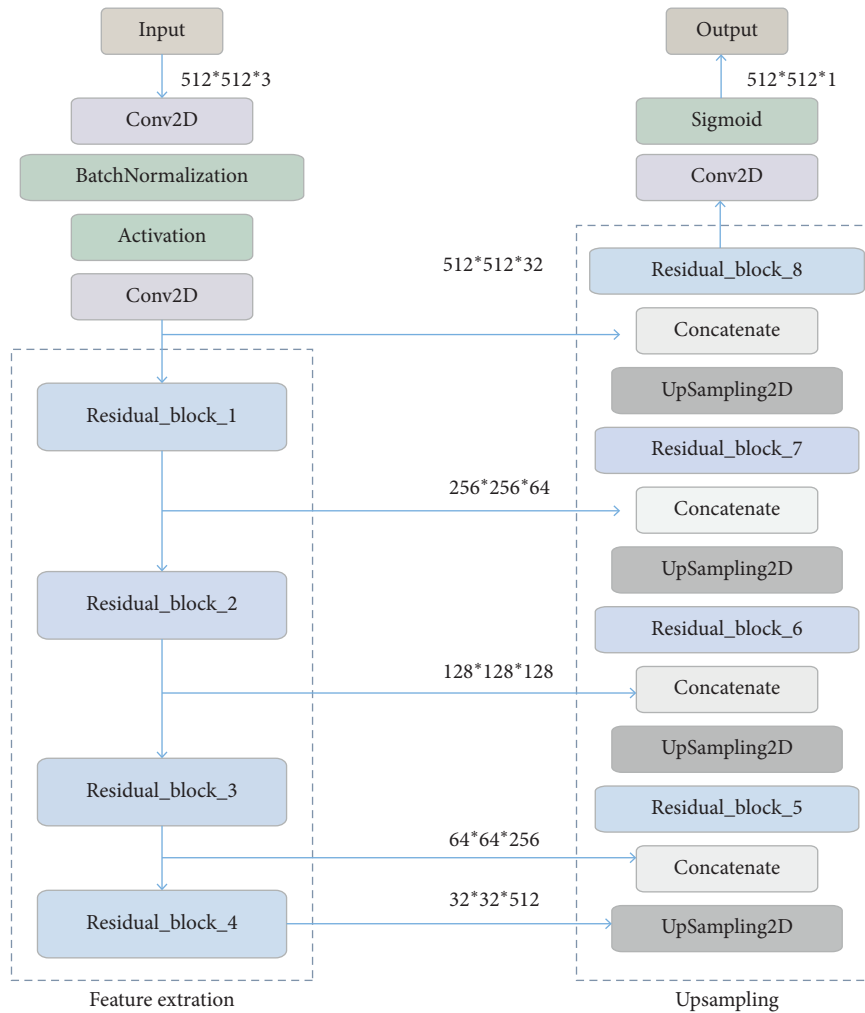 Input
512*512*3
Conv2D
BatchNormalization
Activation
Conv2D
Residual_block_1
Residual_block_2
Residual_block_3
Residual_block_4
Feature extration
512*512*32
256*256*64
128*128*128
64*64*256
32*32*512
Output
512*512*1
Sigmoid
Conv2D
Residual_block_8
Concatenate
UpSampling2D
Residual_block_7
Concatenate
UpSampling2D
Residual_block_6
Concatenate
UpSampling2D
Residual_block_5
Concatenate
UpSampling2D
Upsampling